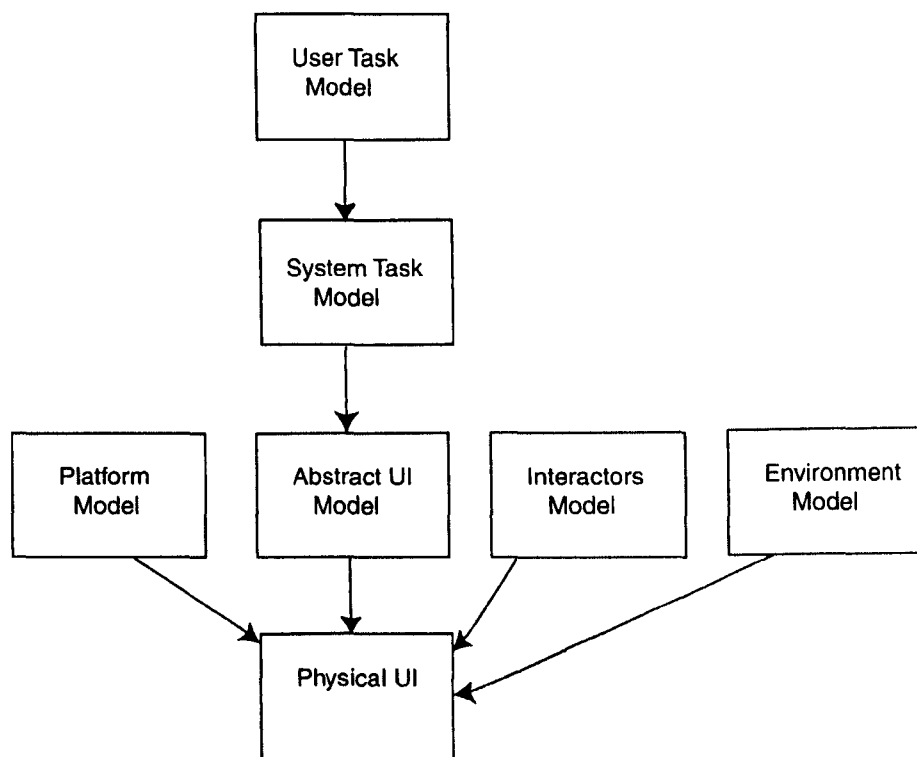 User Task
Model
System Task
Model
Platform
Model
Abstract UI
Model
Interactors
Model
Environment
Model
Physical UI